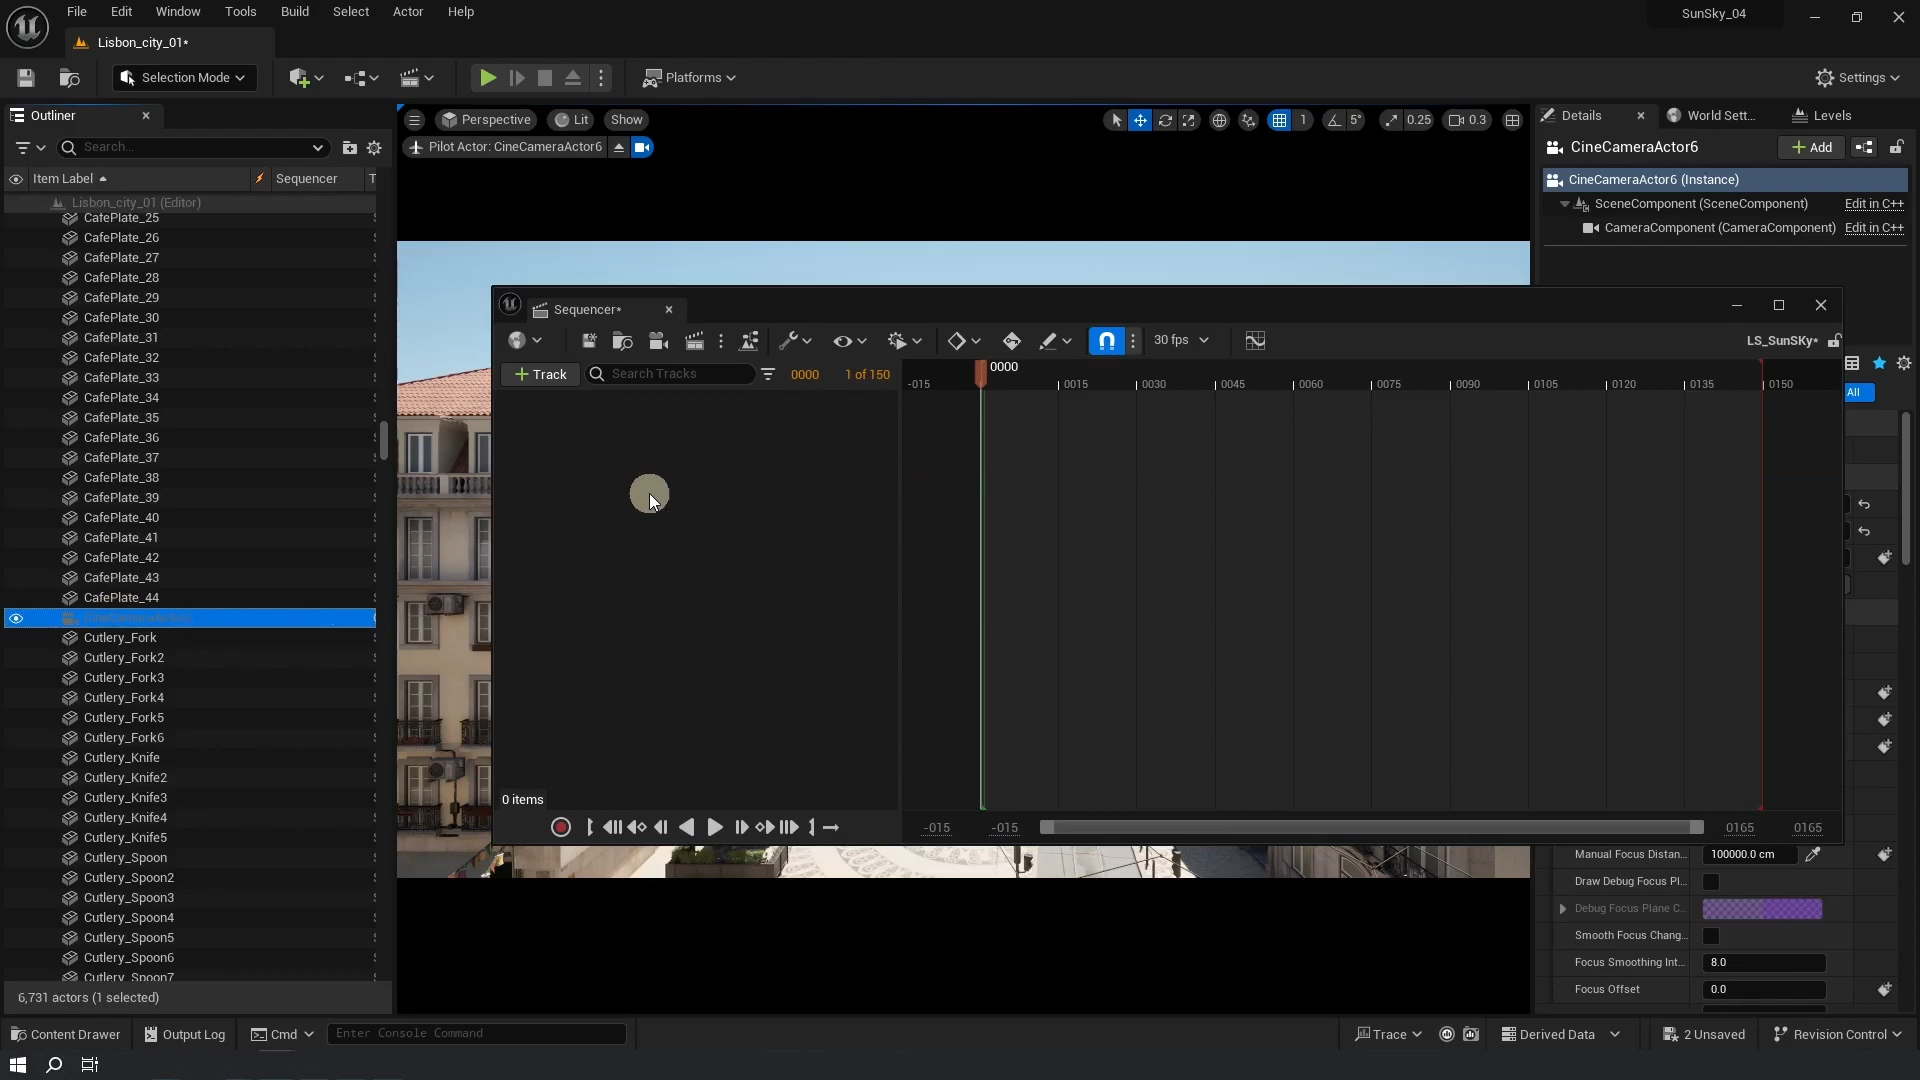 File Edit Window Tools Build Select Actor Help
SunSky_04
Lisbon_city_01*
Selection Mode
Platforms
Settings
Outliner
Search...
Item Label
Sequencer
T
Lisbon_city_01 (Editor)
CafePlate_25
CafePlate_26
CafePlate_27
CafePlate_28
CafePlate_29
CafePlate_30
CafePlate_31
CafePlate_32
CafePlate_33
CafePlate_34
CafePlate_35
CafePlate_36
CafePlate_37
CafePlate_38
CafePlate_39
CafePlate_40
CafePlate_41
CafePlate_42
CafePlate_43
CafePlate_44
Cutlery_Fork
Cutlery_Fork2
Cutlery_Fork3
Cutlery_Fork4
Cutlery_Fork5
Cutlery_Fork6
Cutlery_Knife
Cutlery_Knife2
Cutlery_Knife3
Cutlery_Knife4
Cutlery_Knife5
Cutlery_Spoon
Cutlery_Spoon2
Cutlery_Spoon3
Cutlery_Spoon4
Cutlery_Spoon5
Cutlery_Spoon6
Cutlery_Spoon7
6,731 actors (1 selected)
Perspective Lit Show
1 5° 0.25 0.3
Pilot Actor: CineCameraActor6
Sequencer*
30 fps
LS_SunSKy*
Track
Search Tracks
0000 1 of 150
0000
-015 0015 0030 0045 0060 0075 0090 0105 0120 0135 0150
0 items
-015 -015 0165 0165
Details World Sett... Levels
CineCameraActor6
Add
CineCameraActor6 (Instance)
SceneComponent (SceneComponent) Edit in C++
CameraComponent (CameraComponent) Edit in C++
All
Manual Focus Distan... 100000.0 cm
Draw Debug Focus Pl...
Debug Focus Plane C...
Smooth Focus Chang...
Focus Smoothing Int... 8.0
Focus Offset 0.0
Content Drawer Output Log Cmd Enter Console Command
Trace Derived Data 2 Unsaved Revision Control